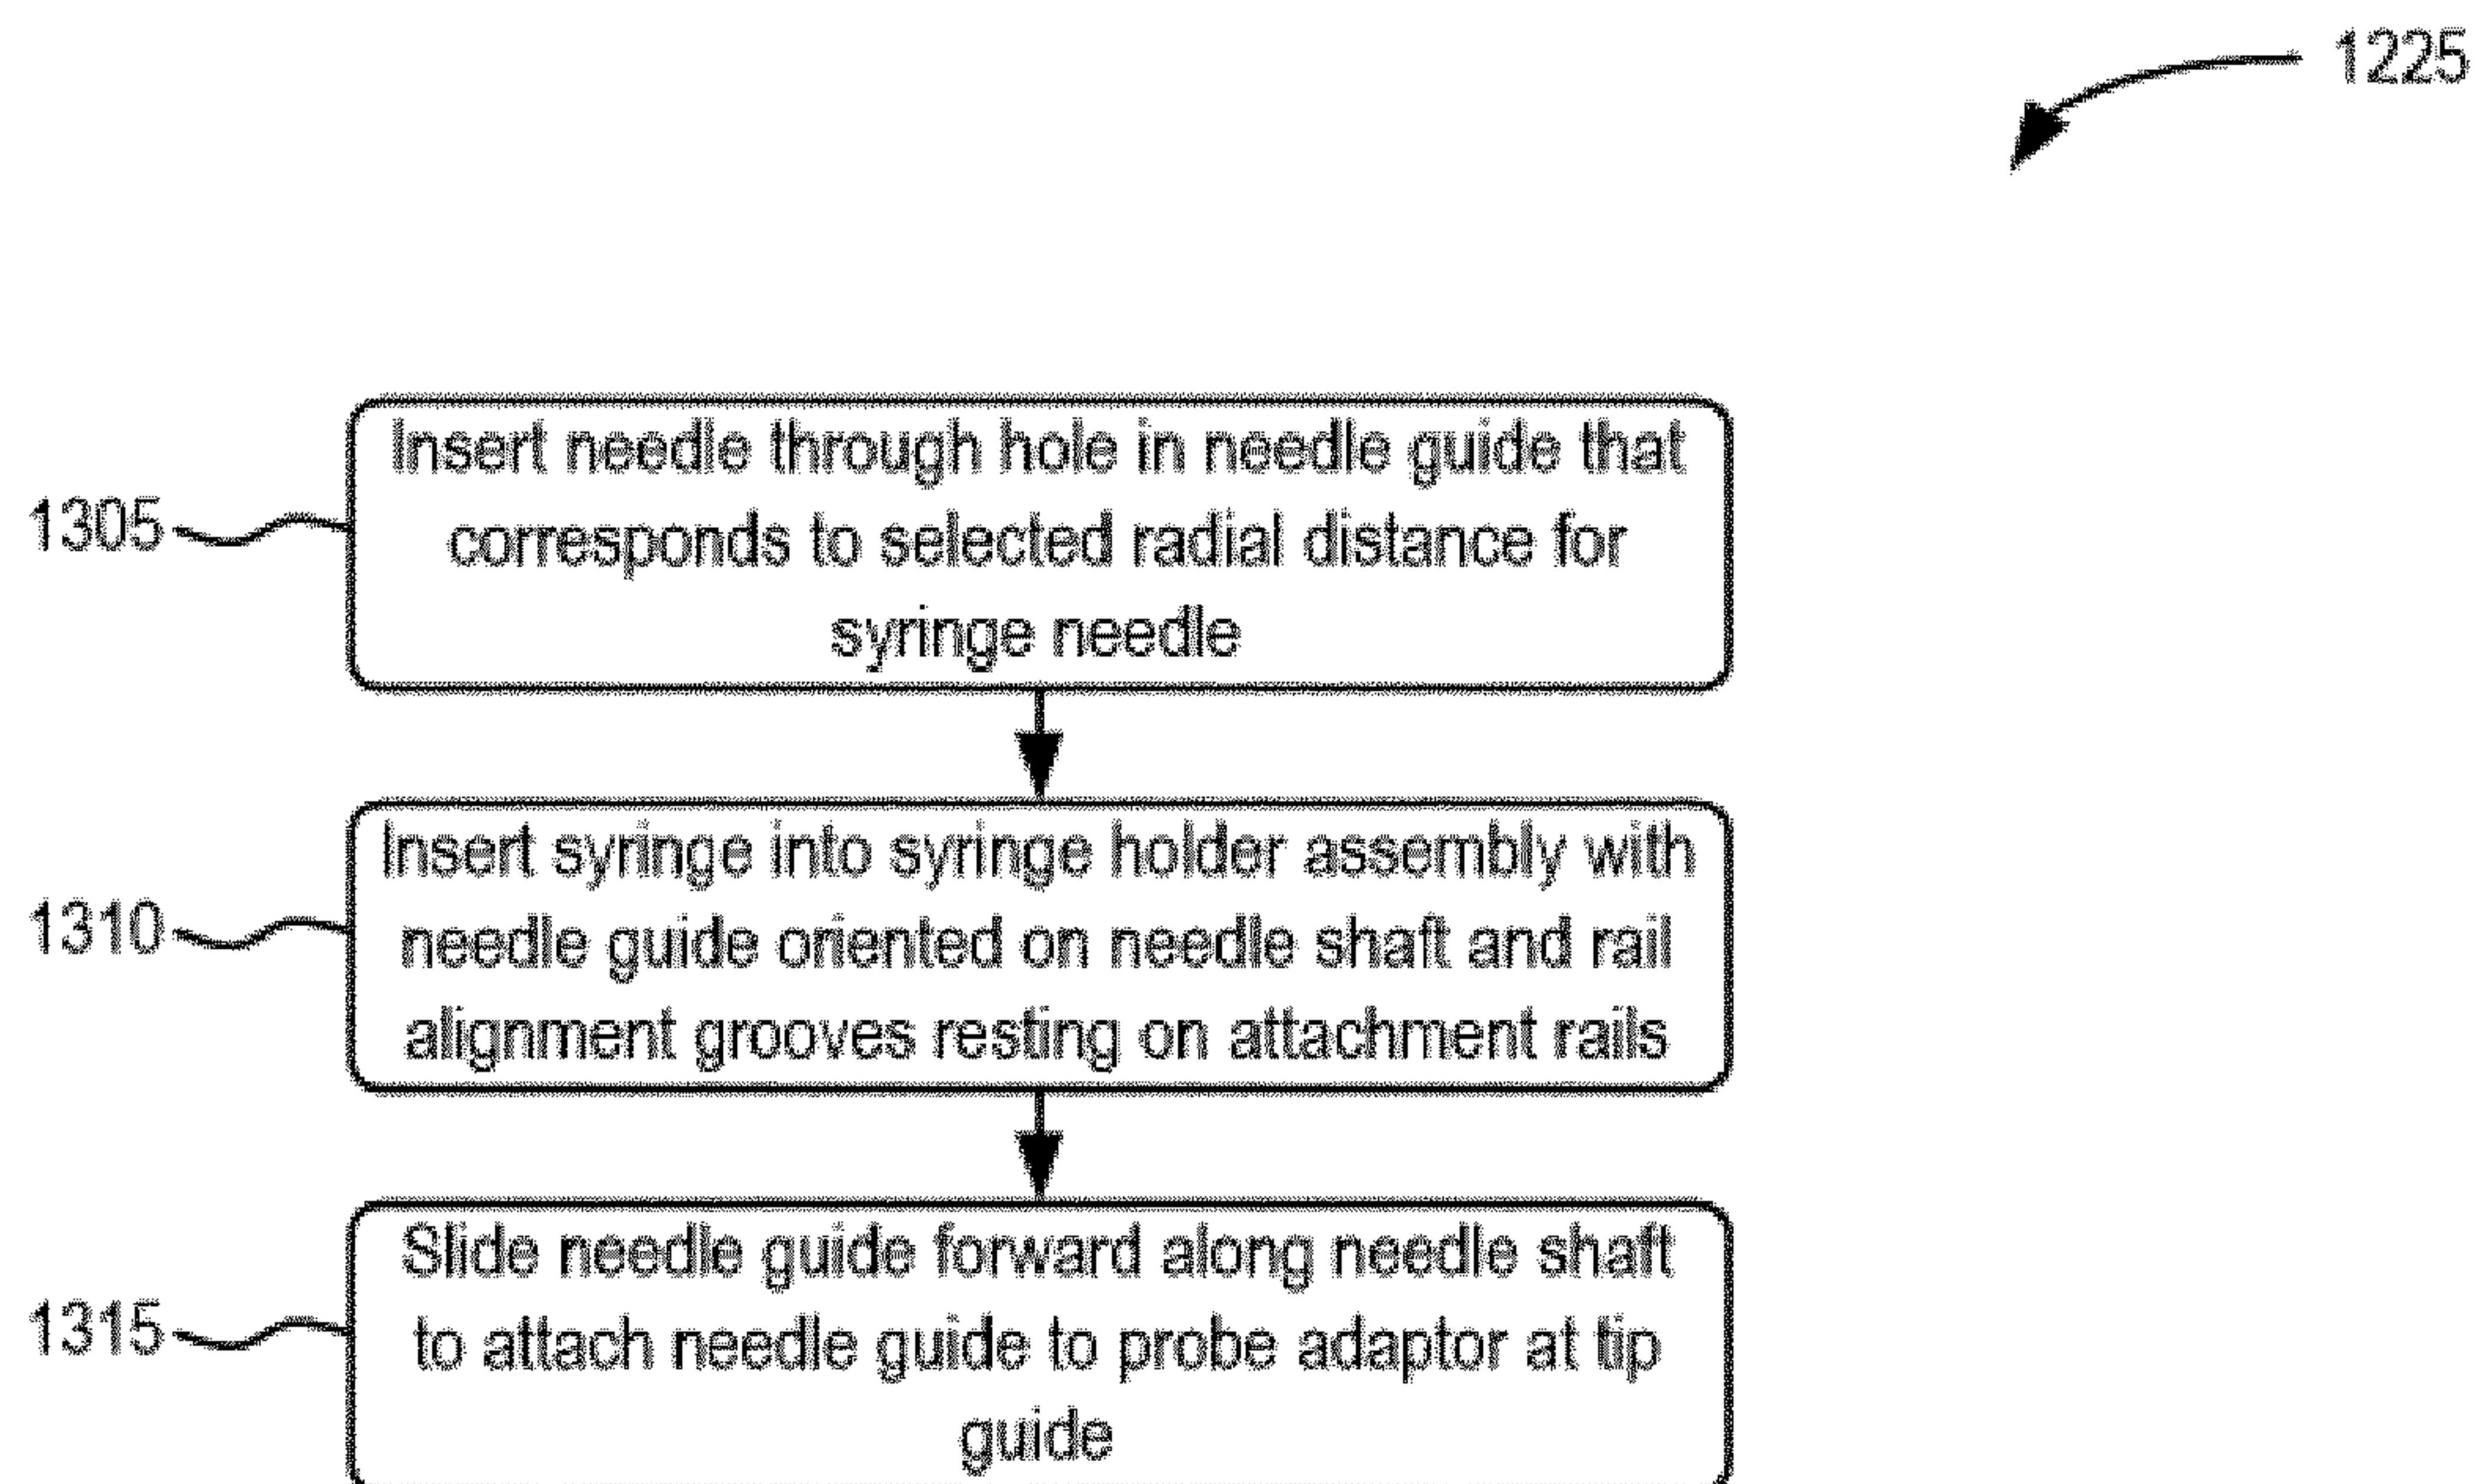 1225
Insert needle through hole in needle guide that
1305
corresponds to selected radial distance for
syringe needle
Insert syringe into syringe holder assembly with
1310
needle guide oriented on needle shaft and rail
alignment grooves resting on attachment rails
Slide needle guide forward along needle shaft
1315
to attach needle guide to probe adaptor at tip
guide